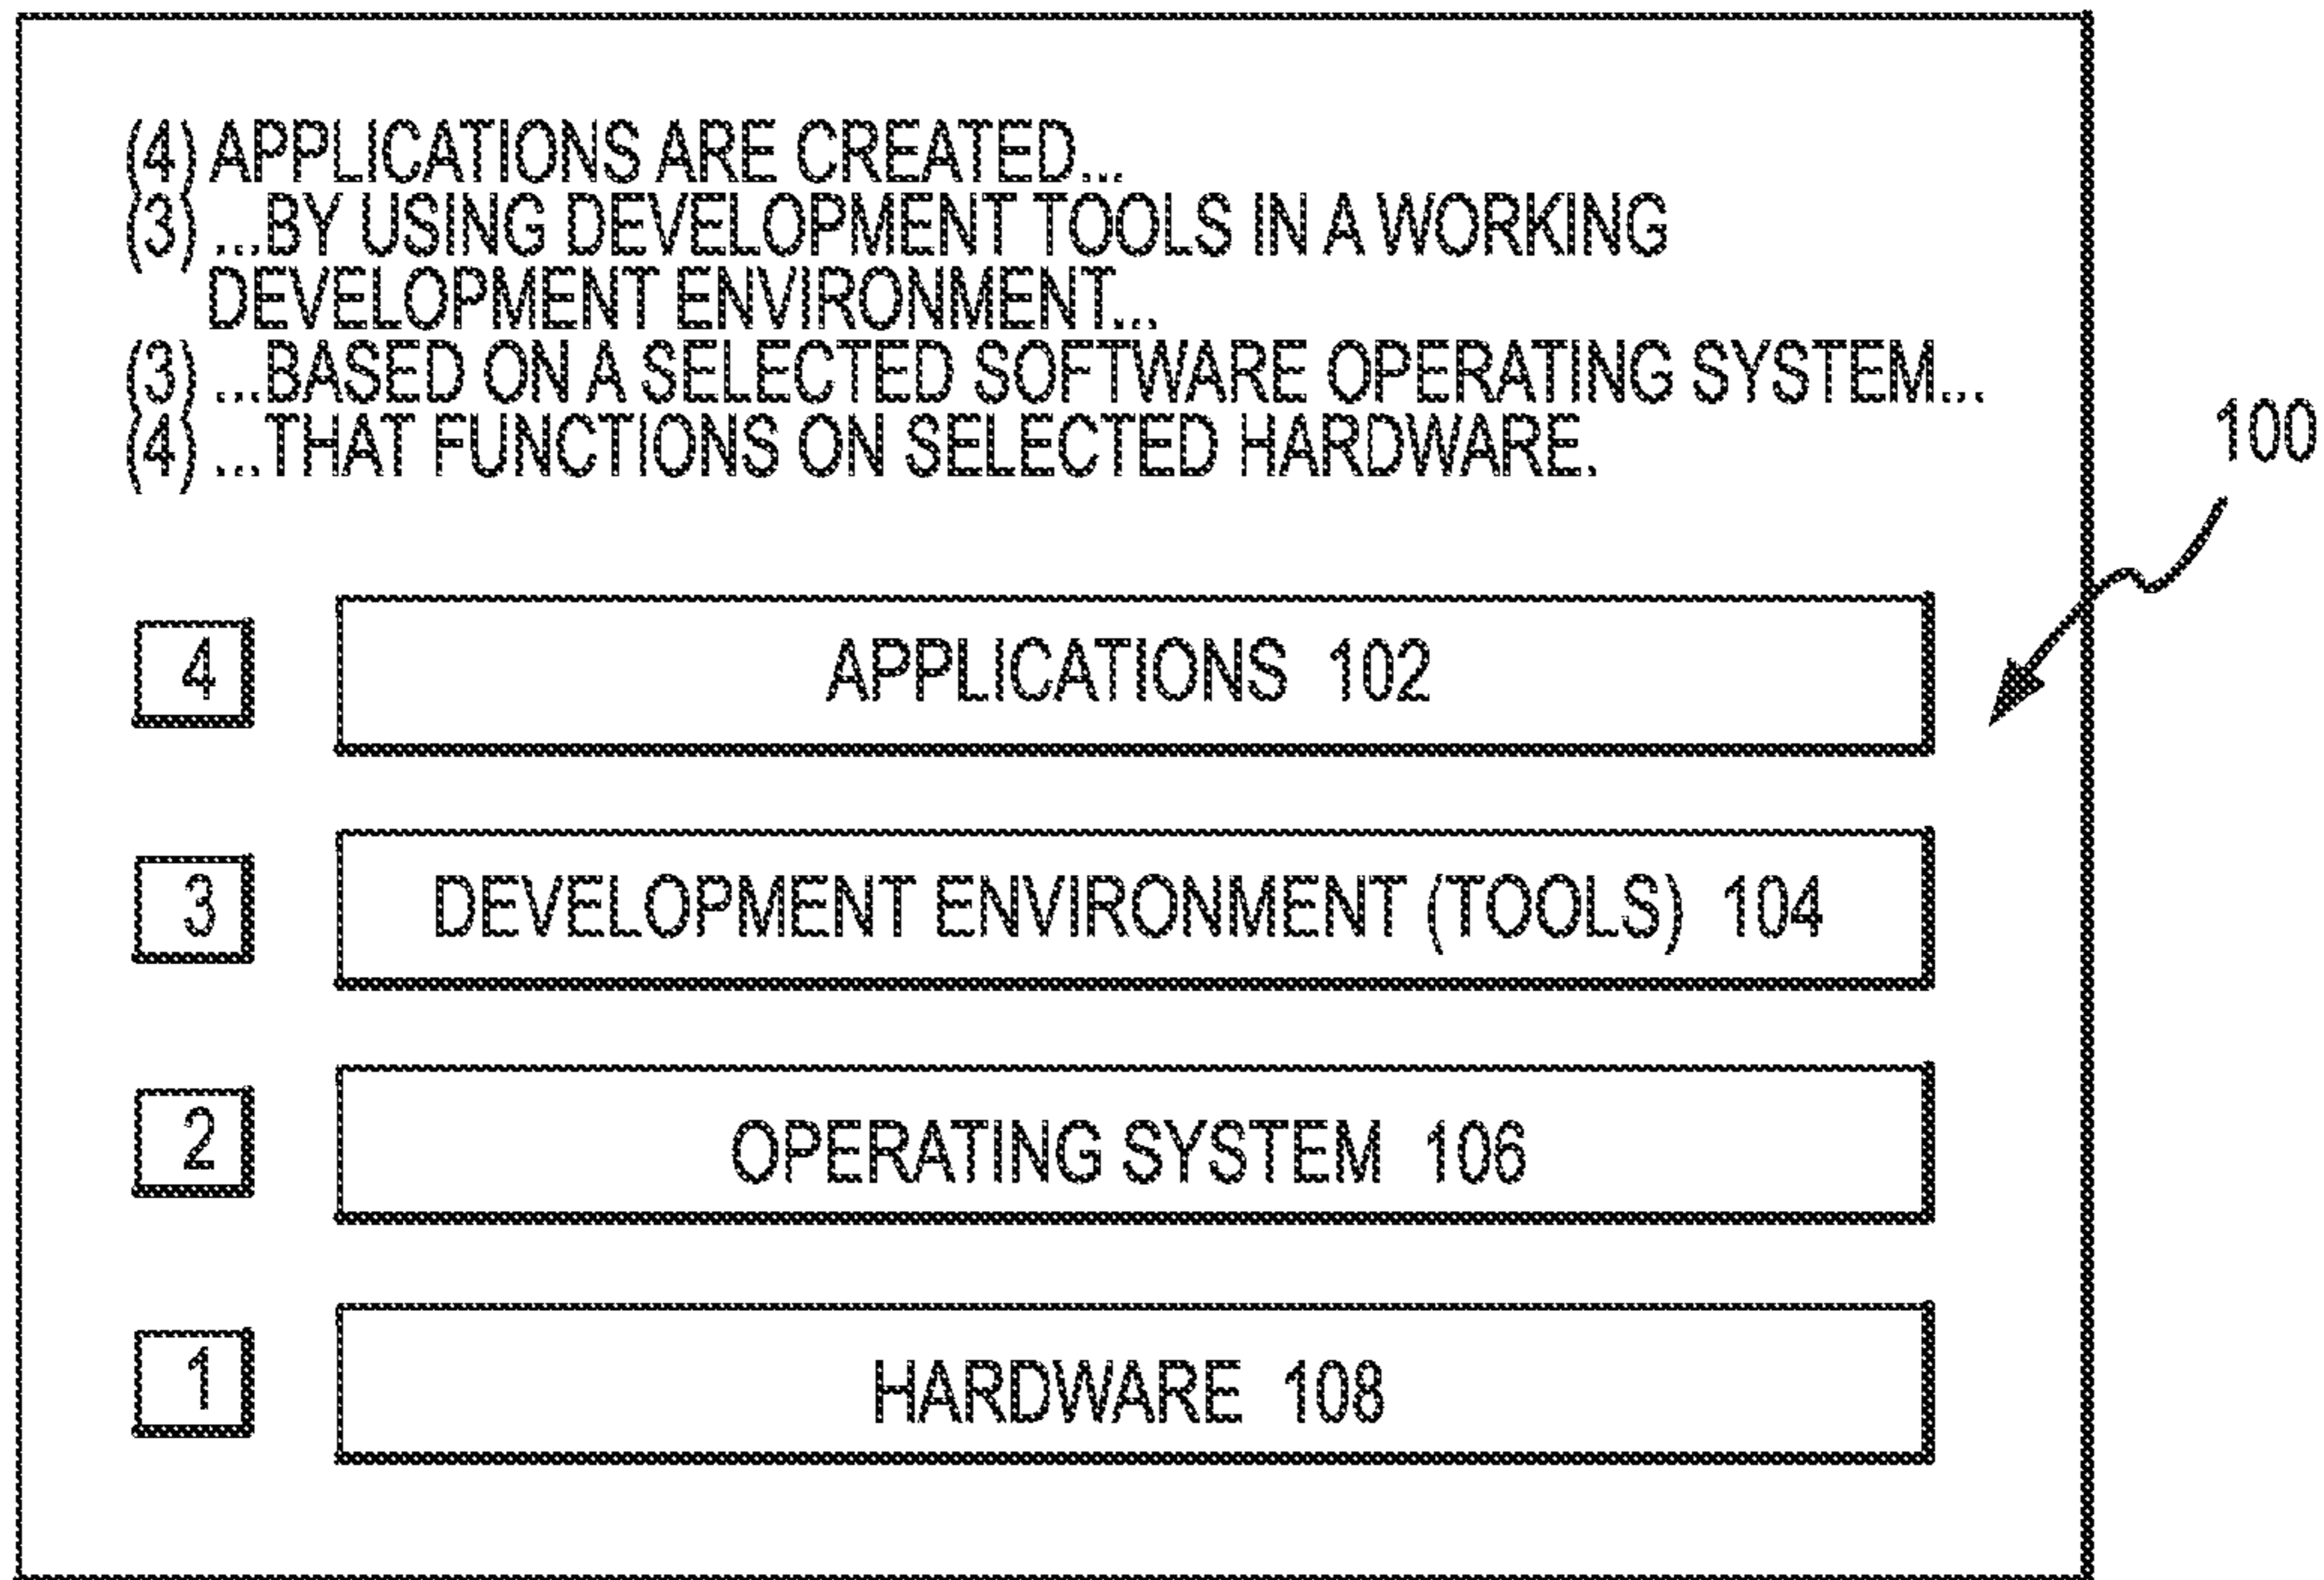 (4) APPLICATIONS ARE CREATED...
(3) ...BY USING DEVELOPMENT TOOLS IN A WORKING
DEVELOPMENT ENVIRONMENT...
(3) ...BASED ON A SELECTED SOFTWARE OPERATING SYSTEM...
(4) ...THAT FUNCTIONS ON SELECTED HARDWARE.
100
4 APPLICATIONS 102
3 DEVELOPMENT ENVIRONMENT (TOOLS) 104
2 OPERATING SYSTEM 106
1 HARDWARE 108